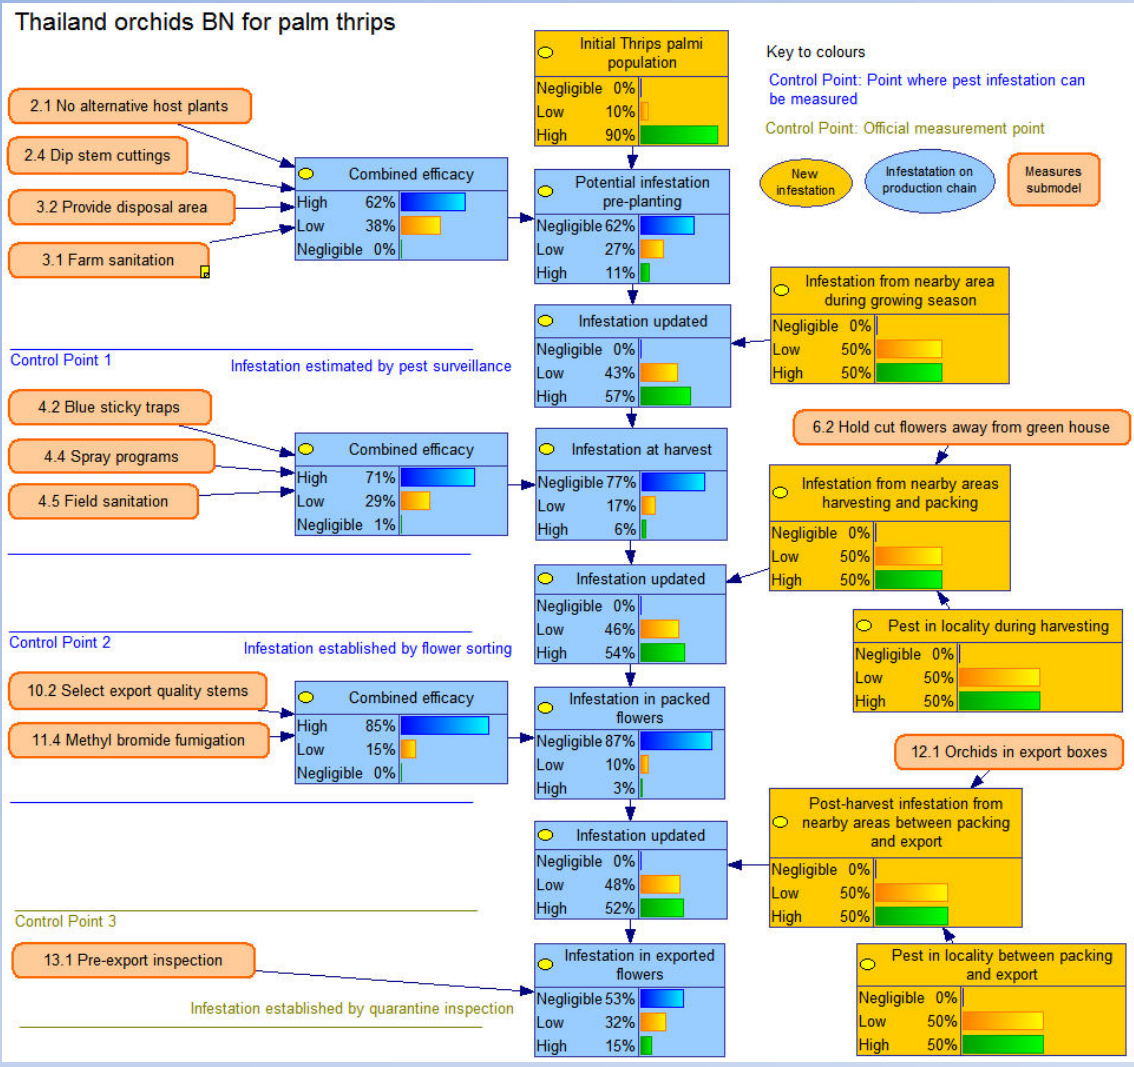 Thailand orchids BN for palm thrips
Initial Thrips palmi
population
Negligible 0%
Low 10%
High 90%
Key to colours
Control Point: Point where pest infestation can
be measured
Control Point: Official measurement point
New
infestation
Infestatation on
production chain
Measures
submodel
2.1 No alternative host plants
2.4 Dip stem cuttings
3.2 Provide disposal area
3.1 Farm sanitation
Combined efficacy
High 62%
Low 38%
Negligible 0%
Potential infestation
pre-planting
Negligible 62%
Low 27%
High 11%
Infestation from nearby area
during growing season
Negligible 0%
Low 50%
High 50%
Infestation updated
Negligible 0%
Low 43%
High 57%
Control Point 1
Infestation estimated by pest surveillance
4.2 Blue sticky traps
4.4 Spray programs
4.5 Field sanitation
Combined efficacy
High 71%
Low 29%
Negligible 1%
Infestation at harvest
Negligible 77%
Low 17%
High 6%
6.2 Hold cut flowers away from green house
Infestation from nearby areas
harvesting and packing
Negligible 0%
Low 50%
High 50%
Infestation updated
Negligible 0%
Low 46%
High 54%
Pest in locality during harvesting
Negligible 0%
Low 50%
High 50%
Control Point 2
Infestation established by flower sorting
10.2 Select export quality stems
11.4 Methyl bromide fumigation
Combined efficacy
High 85%
Low 15%
Negligible 0%
Infestation in packed
flowers
Negligible 87%
Low 10%
High 3%
12.1 Orchids in export boxes
Post-harvest infestation from
nearby areas between packing
and export
Negligible 0%
Low 50%
High 50%
Infestation updated
Negligible 0%
Low 48%
High 52%
Control Point 3
13.1 Pre-export inspection
Infestation established by quarantine inspection
Infestation in exported
flowers
Negligible 53%
Low 32%
High 15%
Pest in locality between packing
and export
Negligible 0%
Low 50%
High 50%